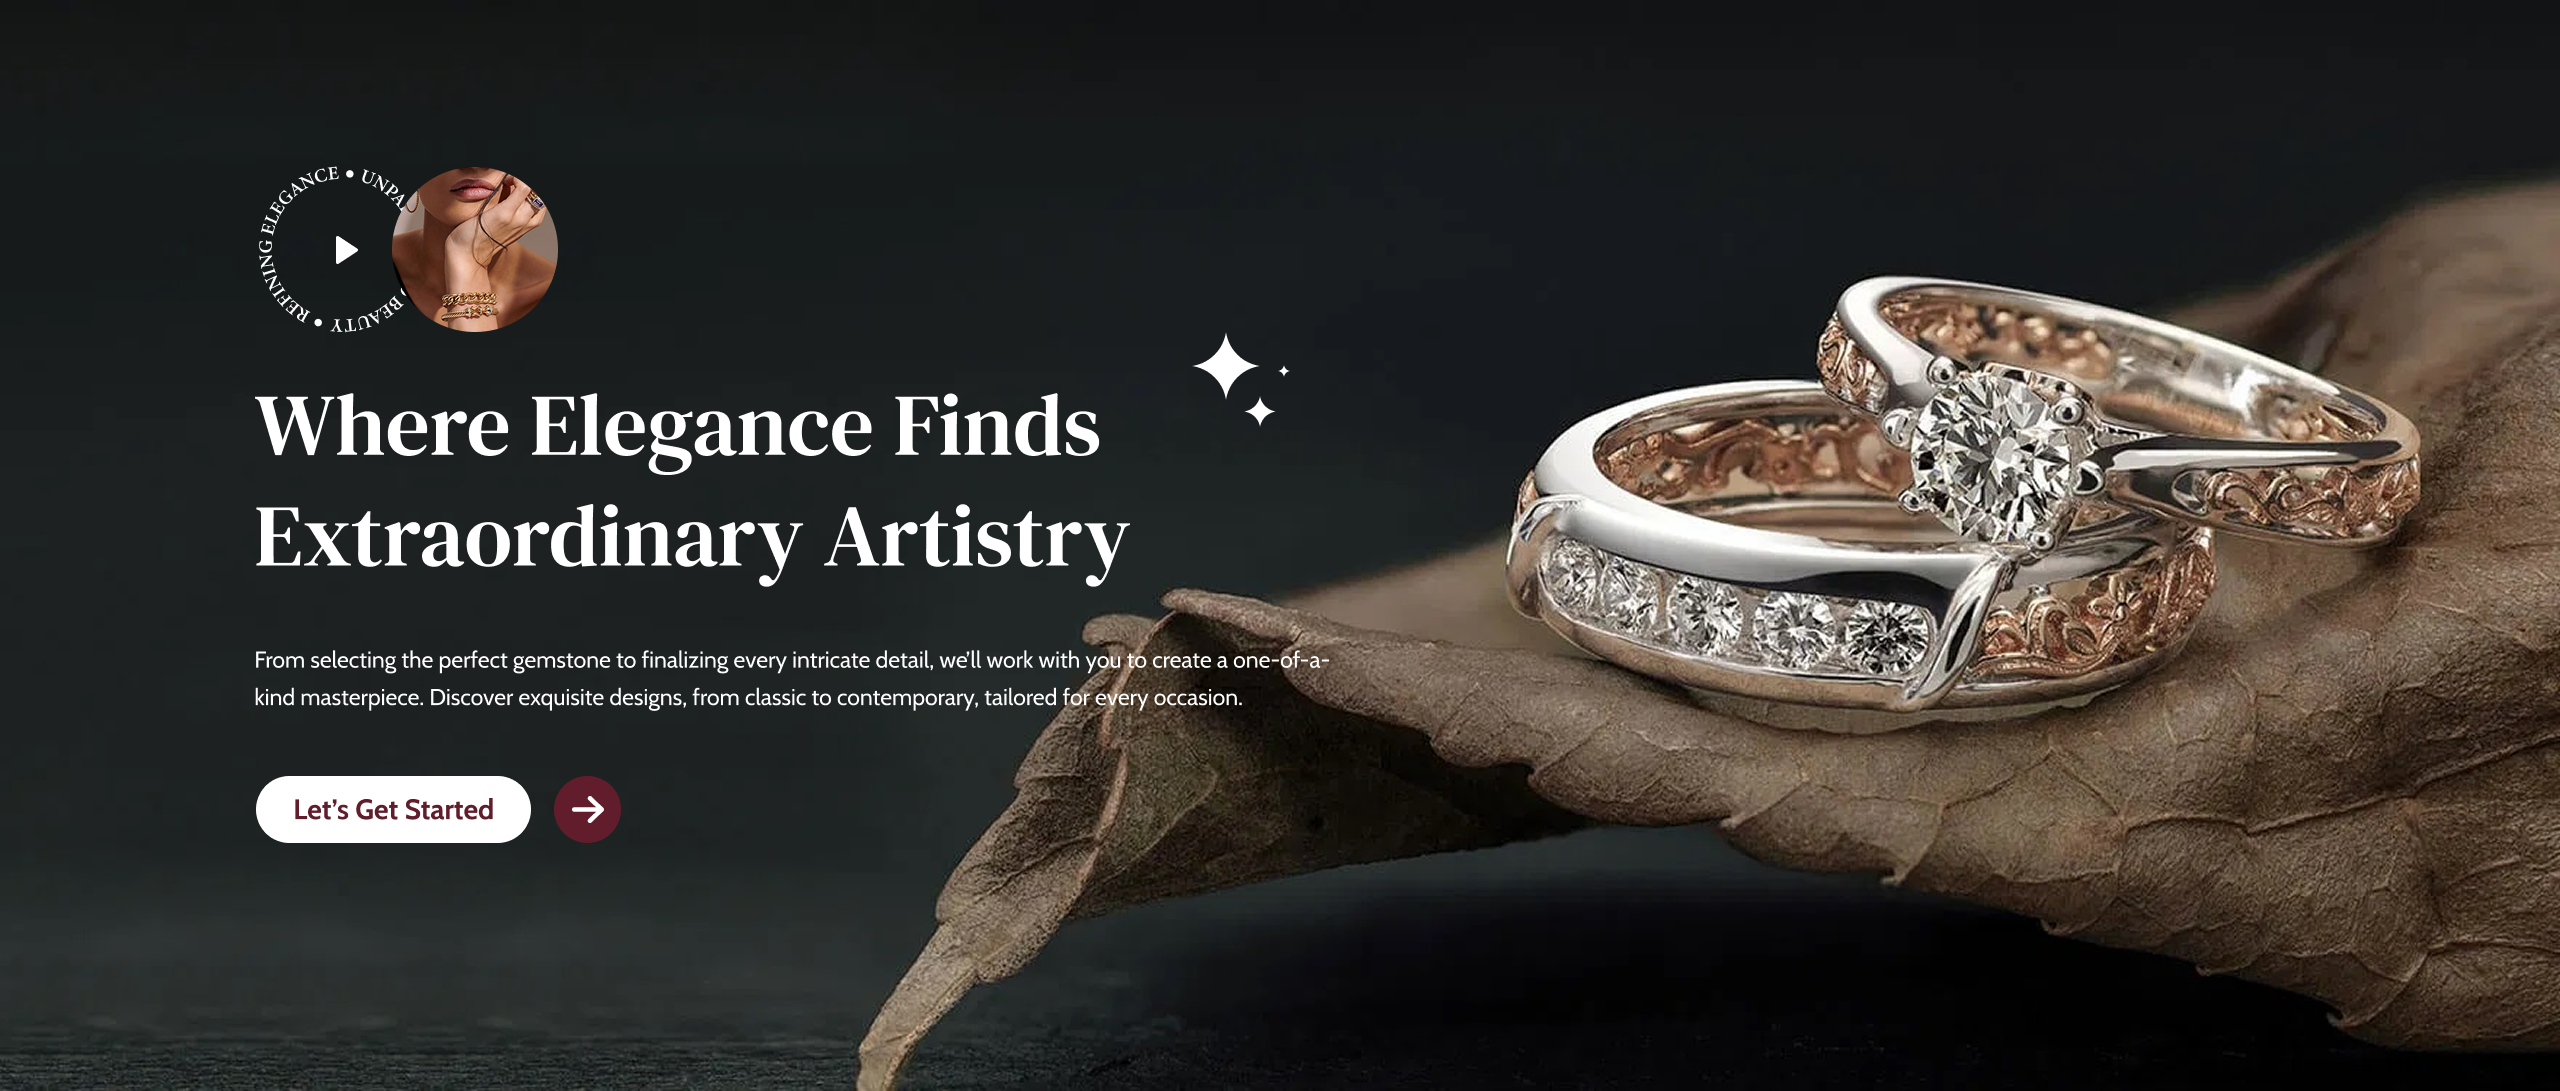 REFINING ELEGANCE • UNPA
BEAUTY •
Where Elegance Finds
Extraordinary Artistry
From selecting the perfect gemstone to finalizing every intricate detail, we’ll work with you to create a one-of-a-
kind masterpiece. Discover exquisite designs, from classic to contemporary, tailored for every occasion.
Let’s Get Started